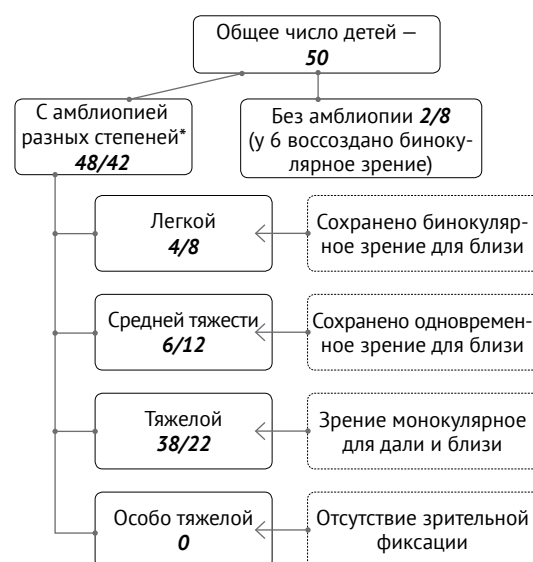 Общее число детей —
50
С амблиопией
разных степеней*
48/42
Без амблиопии 2/8
(у 6 воссоздано биноку-
лярное зрение)
Легкой
4/8
Сохранено бинокуляр-
ное зрение для близи
Средней тяжести
6/12
Сохранено одновремен-
ное зрение для близи
Тяжелой
38/22
Зрение монокулярное
для дали и близи
Особо тяжелой
0
Отсутствие зрительной
фиксации